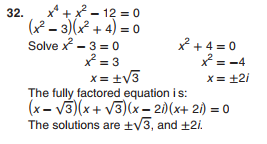 32. x⁴ + x² − 12 = 0
(x² − 3)(x² + 4) = 0
Solve x² − 3 = 0    x² + 4 = 0
x² = 3    x² = −4
x = ±√3    x = ±2i
The fully factored equation is:
(x − √3)(x + √3)(x − 2i)(x + 2i) = 0
The solutions are ±√3, and ±2i.